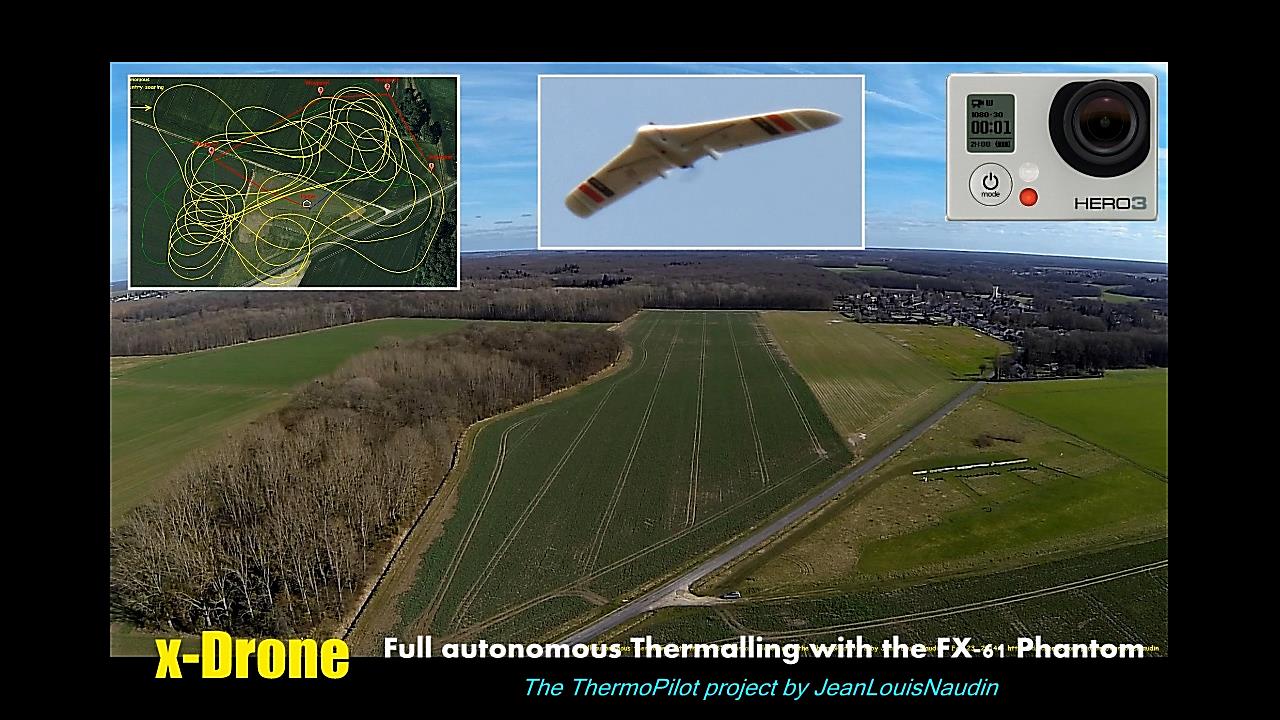 W
1080-30
00:01
mode
HERO3
x-Drone
Full autonomous Thermalling with the FX-61 Phantom
The ThermoPilot project by JeanLouisNaudin